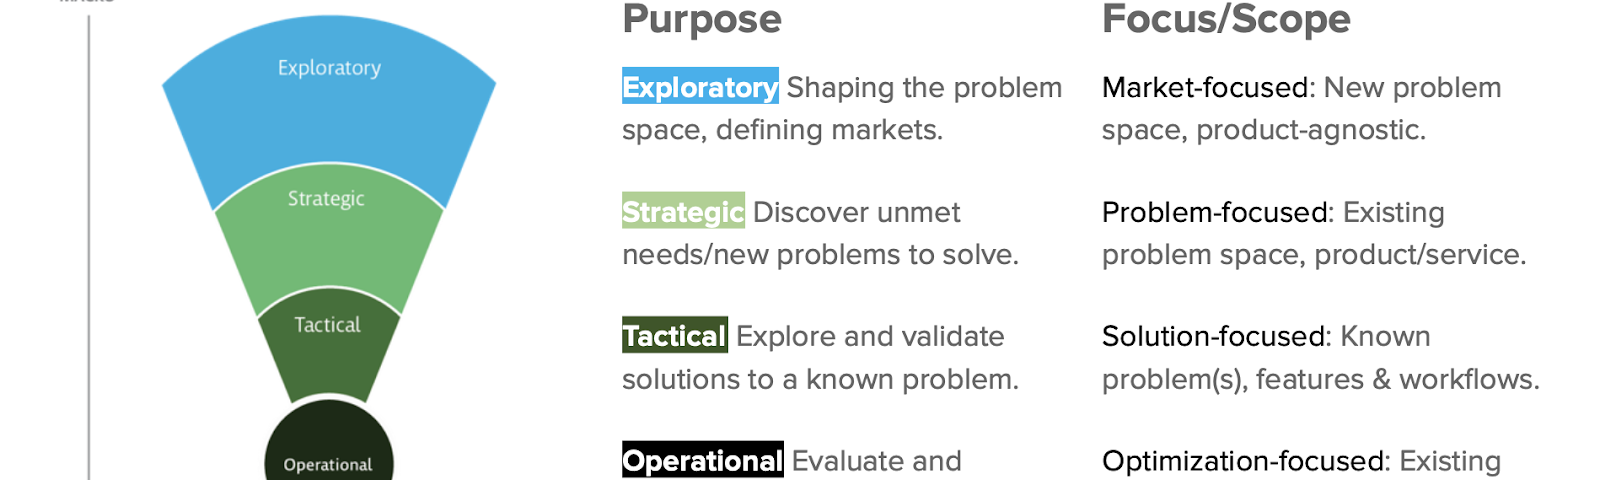 Exploratory
Strategic
Tactical
Operational
Purpose
Exploratory Shaping the problem
space, defining markets.
Strategic Discover unmet
needs/new problems to solve.
Tactical Explore and validate
solutions to a known problem.
Operational Evaluate and
Focus/Scope
Market-focused: New problem
space, product-agnostic.
Problem-focused: Existing
problem space, product/service.
Solution-focused: Known
problem(s), features & workflows.
Optimization-focused: Existing